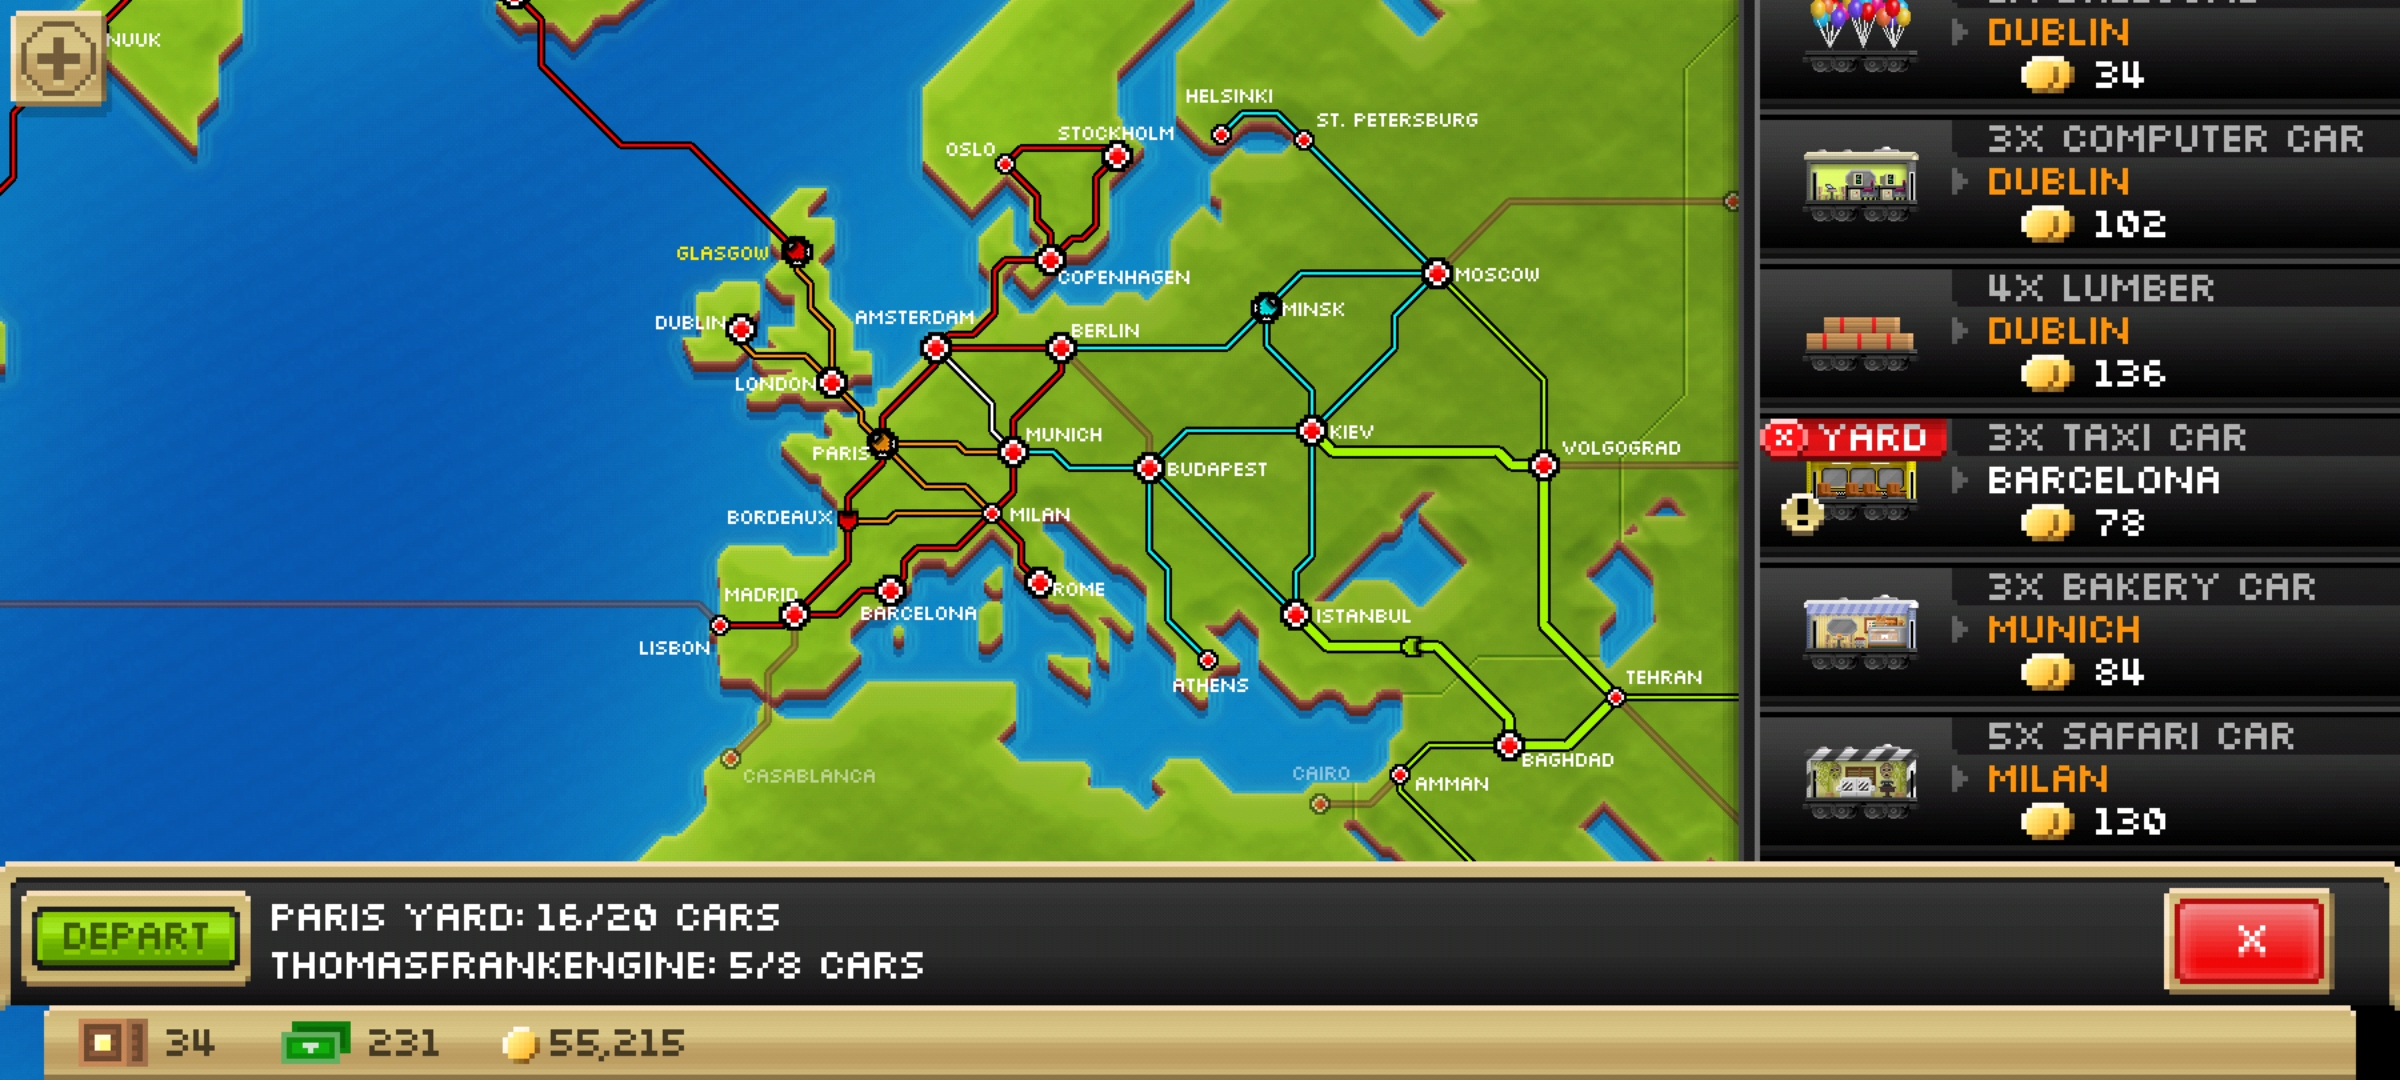 NUUK
HELSINKI
ST. PETERSBURG
STOCKHOLM
OSLO
GLASGOW
COPENHAGEN
MOSCOW
MINSK
DUBLIN
AMSTERDAM
BERLIN
LONDON
MUNICH
KIEV
VOLGOGRAD
PARIS
BUDAPEST
BORDEAUX
MILAN
MADRID
ROME
BARCELONA
ISTANBUL
LISBON
ATHENS
TEHRAN
CASABLANCA
CAIRO
BAGHDAD
AMMAN
DUBLIN
34
3X COMPUTER CAR
DUBLIN
102
4X LUMBER
DUBLIN
136
X YARD
3X TAXI CAR
BARCELONA
!
78
3X BAKERY CAR
MUNICH
84
5X SAFARI CAR
MILAN
130
DEPART
PARIS YARD: 16/20 CARS
THOMASFRANKENGINE: 5/8 CARS
X
34
231
55,215